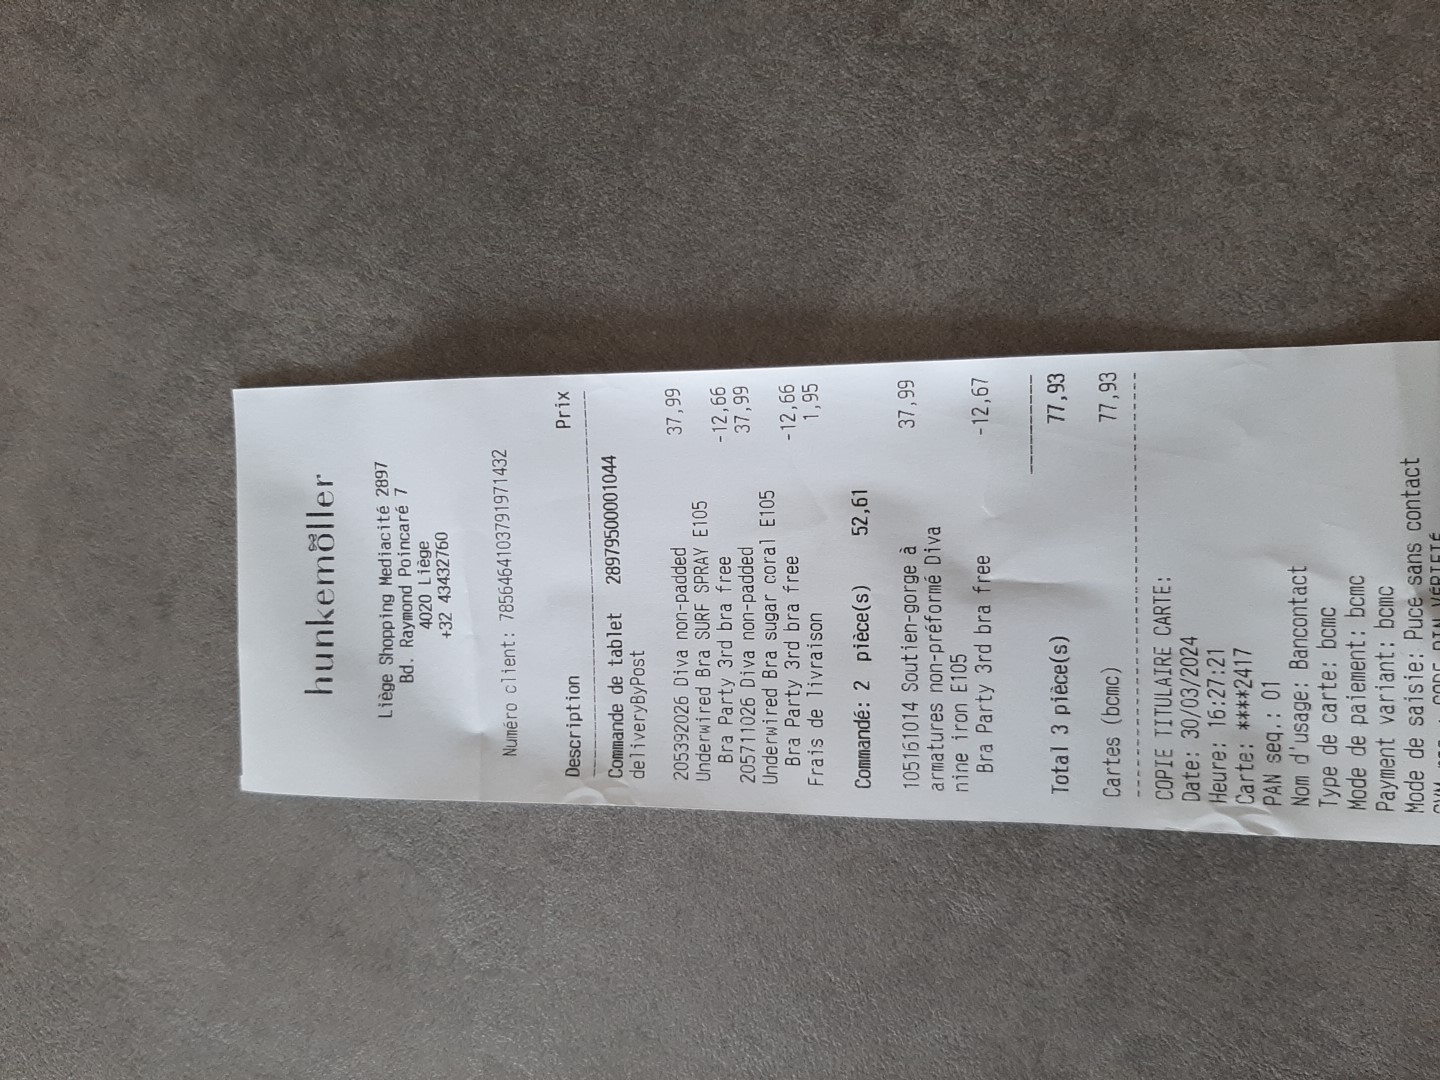 hunkemöller
Liège Shopping Mediacité 2897
Bd. Raymond Poincaré 7
4020 Liège
+32 43432760
Numéro client: 7856464103791971432
Description Prix
Commande de tablet 28979500001044
deliveryByPost
205392026 Diva non-padded 37,99
Underwired Bra SURF SPRAY E105
Bra Party 3rd bra free -12,66
205711026 Diva non-padded 37,99
Underwired Bra sugar coral E105
Bra Party 3rd bra free -12,66
Frais de livraison 1,95
Commandé: 2 pièce(s) 52,61
105161014 Soutien-gorge à 37,99
armatures non-préformé Diva
nine iron E105
Bra Party 3rd bra free -12,67
Total 3 pièce(s) 77,93
Cartes (bcmc) 77,93
COPIE TITULAIRE CARTE:
Date: 30/03/2024
Heure: 16:27:21
Carte: ****2417
PAN seq.: 01
Nom d'usage: Bancontact
Type de carte: bcmc
Mode de paiement: bcmc
Payment variant: bcmc
Mode de saisie: Puce sans contact